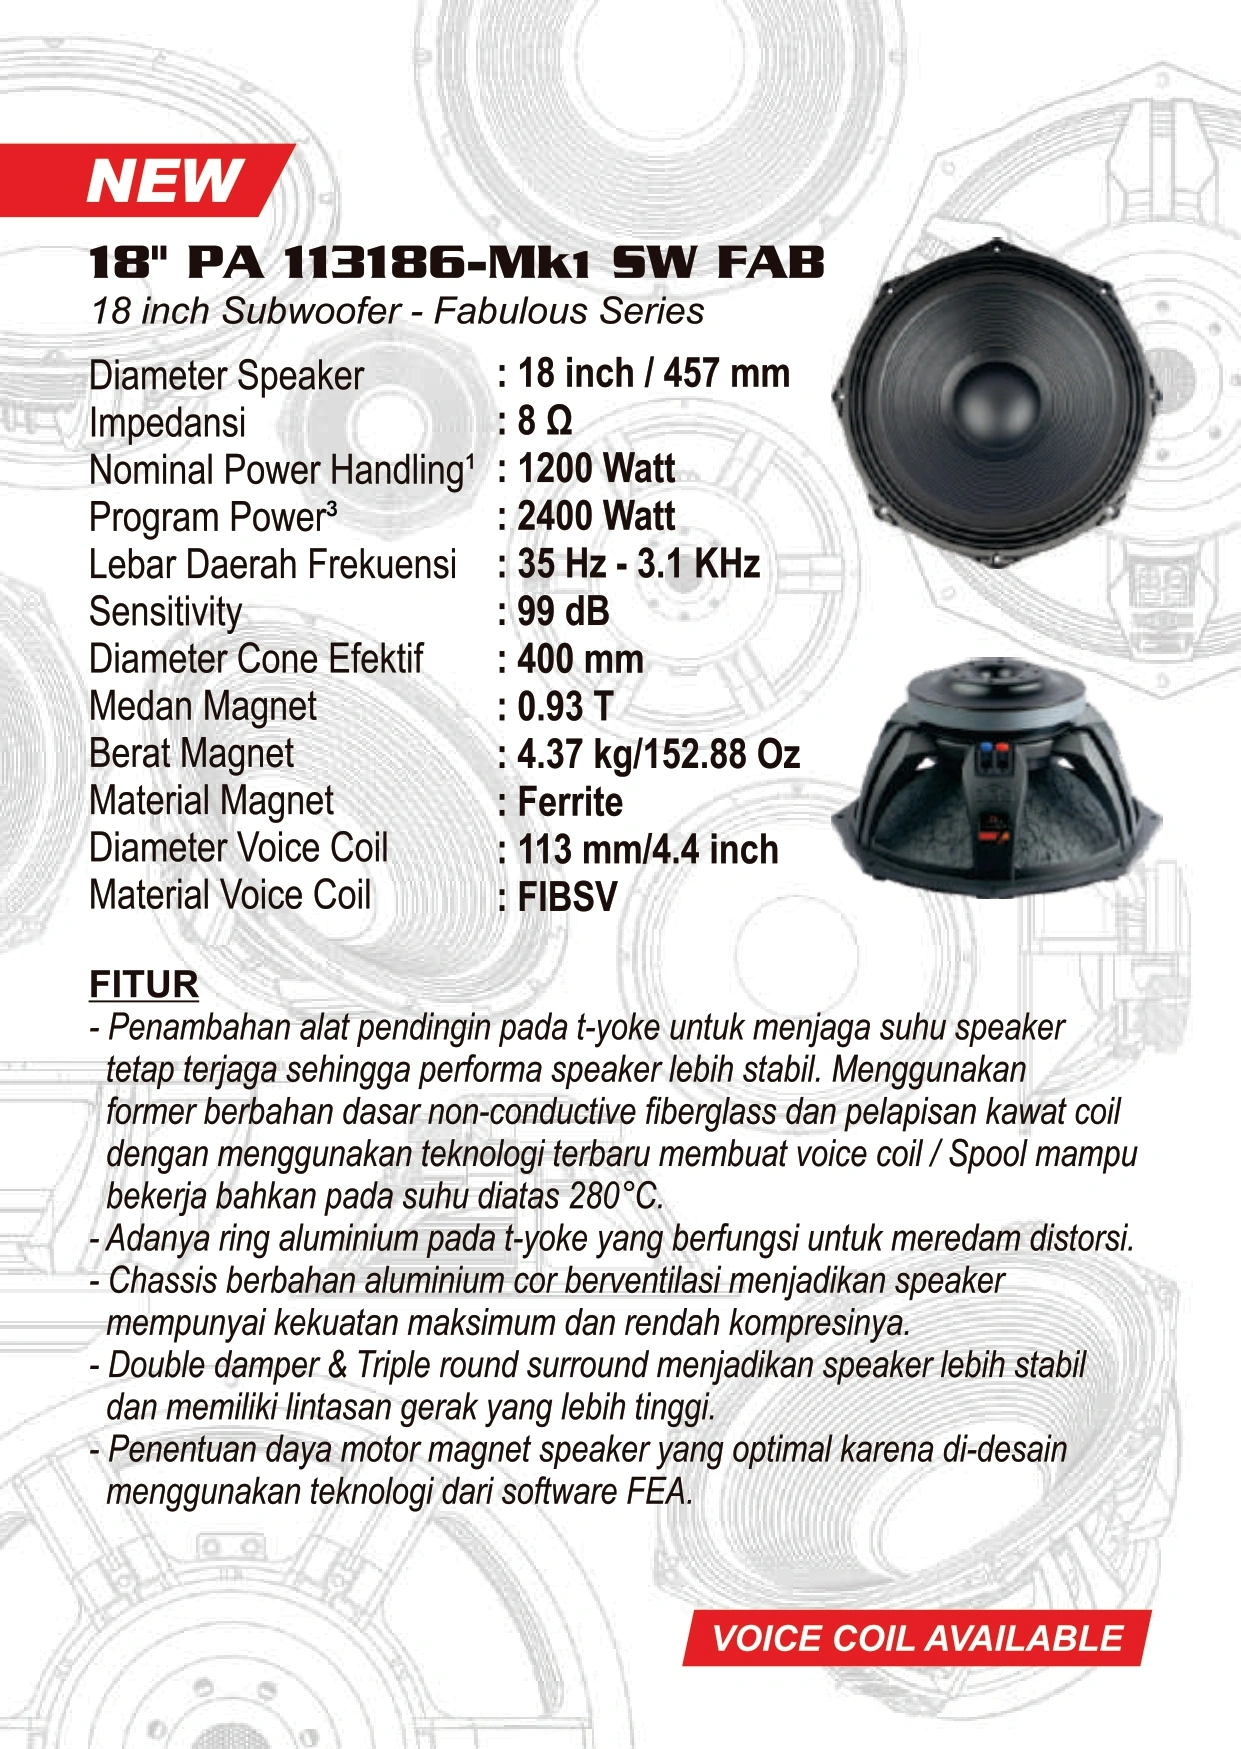 NEW
18" PA 113186-Mk1 SW FAB
18 inch Subwoofer - Fabulous Series
Diameter Speaker : 18 inch / 457 mm
Impedansi : 8 Ω
Nominal Power Handling¹ : 1200 Watt
Program Power³ : 2400 Watt
Lebar Daerah Frekuensi : 35 Hz - 3.1 KHz
Sensitivity : 99 dB
Diameter Cone Efektif : 400 mm
Medan Magnet : 0.93 T
Berat Magnet : 4.37 kg/152.88 Oz
Material Magnet : Ferrite
Diameter Voice Coil : 113 mm/4.4 inch
Material Voice Coil : FIBSV
FITUR
- Penambahan alat pendingin pada t-yoke untuk menjaga suhu speaker
tetap terjaga sehingga performa speaker lebih stabil. Menggunakan
former berbahan dasar non-conductive fiberglass dan pelapisan kawat coil
dengan menggunakan teknologi terbaru membuat voice coil / Spool mampu
bekerja bahkan pada suhu diatas 280°C.
- Adanya ring aluminium pada t-yoke yang berfungsi untuk meredam distorsi.
- Chassis berbahan aluminium cor berventilasi menjadikan speaker
mempunyai kekuatan maksimum dan rendah kompresinya.
- Double damper & Triple round surround menjadikan speaker lebih stabil
dan memiliki lintasan gerak yang lebih tinggi.
- Penentuan daya motor magnet speaker yang optimal karena di-desain
menggunakan teknologi dari software FEA.
VOICE COIL AVAILABLE